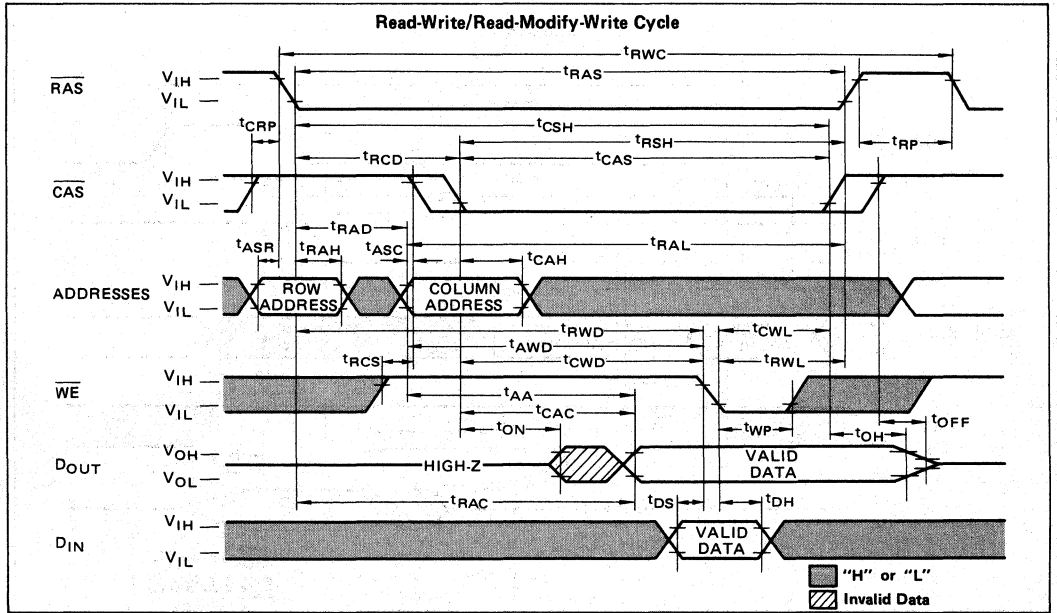 Read-Write/Read-Modify-Write Cycle
tRWC
RAS
VIH
VIL
tRAS
tCRP
tCSH
tRSH
tRP
tRCD
tCAS
CAS
VIH
VIL
tRAD
tRAL
tASR
tRAH
tASC
tCAH
ADDRESSES
VIH
VIL
ROW
ADDRESS
COLUMN
ADDRESS
tRWD
tCWL
tAWD
tRCS
tCWD
tRWL
WE
VIH
VIL
tAA
tCAC
tON
tWP
tOH
tOFF
DOUT
VOH
VOL
HIGH-Z
VALID
DATA
tRAC
tDS
tDH
DIN
VIH
VIL
VALID
DATA
"H" or "L"
Invalid Data